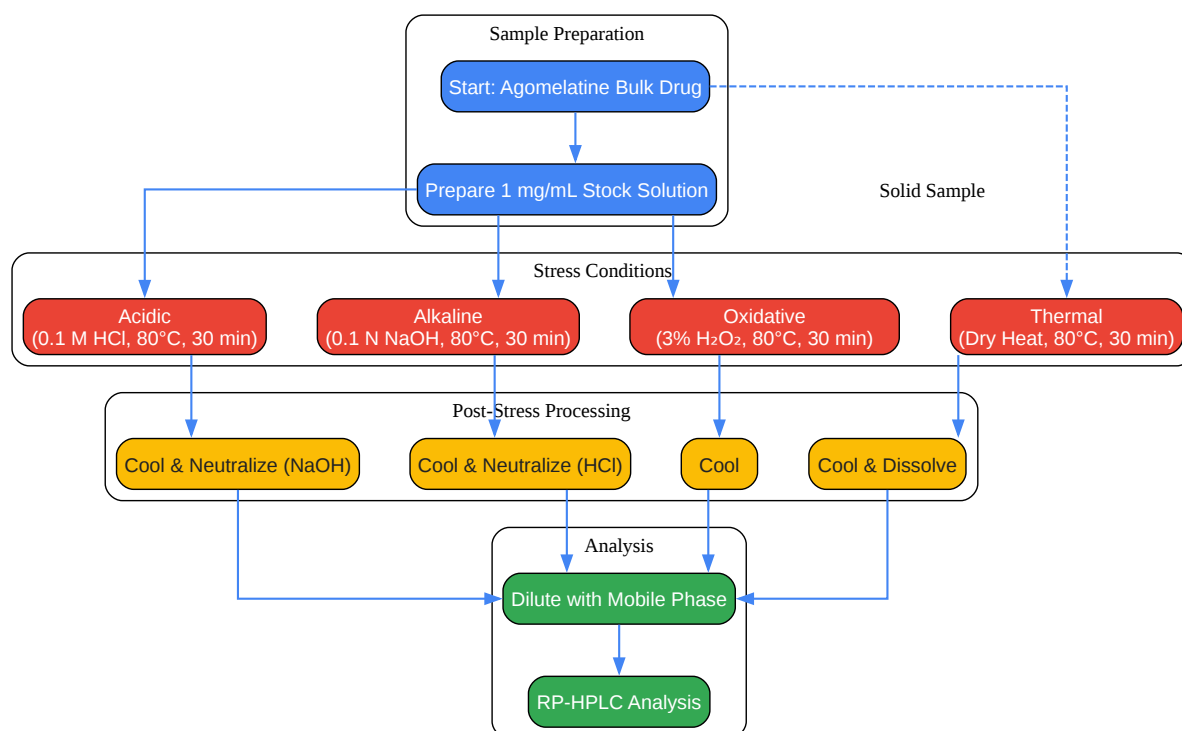 Sample Preparation
Start: Agomelatine Bulk Drug
Prepare 1 mg/mL Stock Solution
Solid Sample
Stress Conditions
Acidic
(0.1 M HCl, 80°C, 30 min)
Alkaline
(0.1 N NaOH, 80°C, 30 min)
Oxidative
(3% H₂O₂, 80°C, 30 min)
Thermal
(Dry Heat, 80°C, 30 min)
Post-Stress Processing
Cool & Neutralize (NaOH)
Cool & Neutralize (HCl)
Cool
Cool & Dissolve
Analysis
Dilute with Mobile Phase
RP-HPLC Analysis